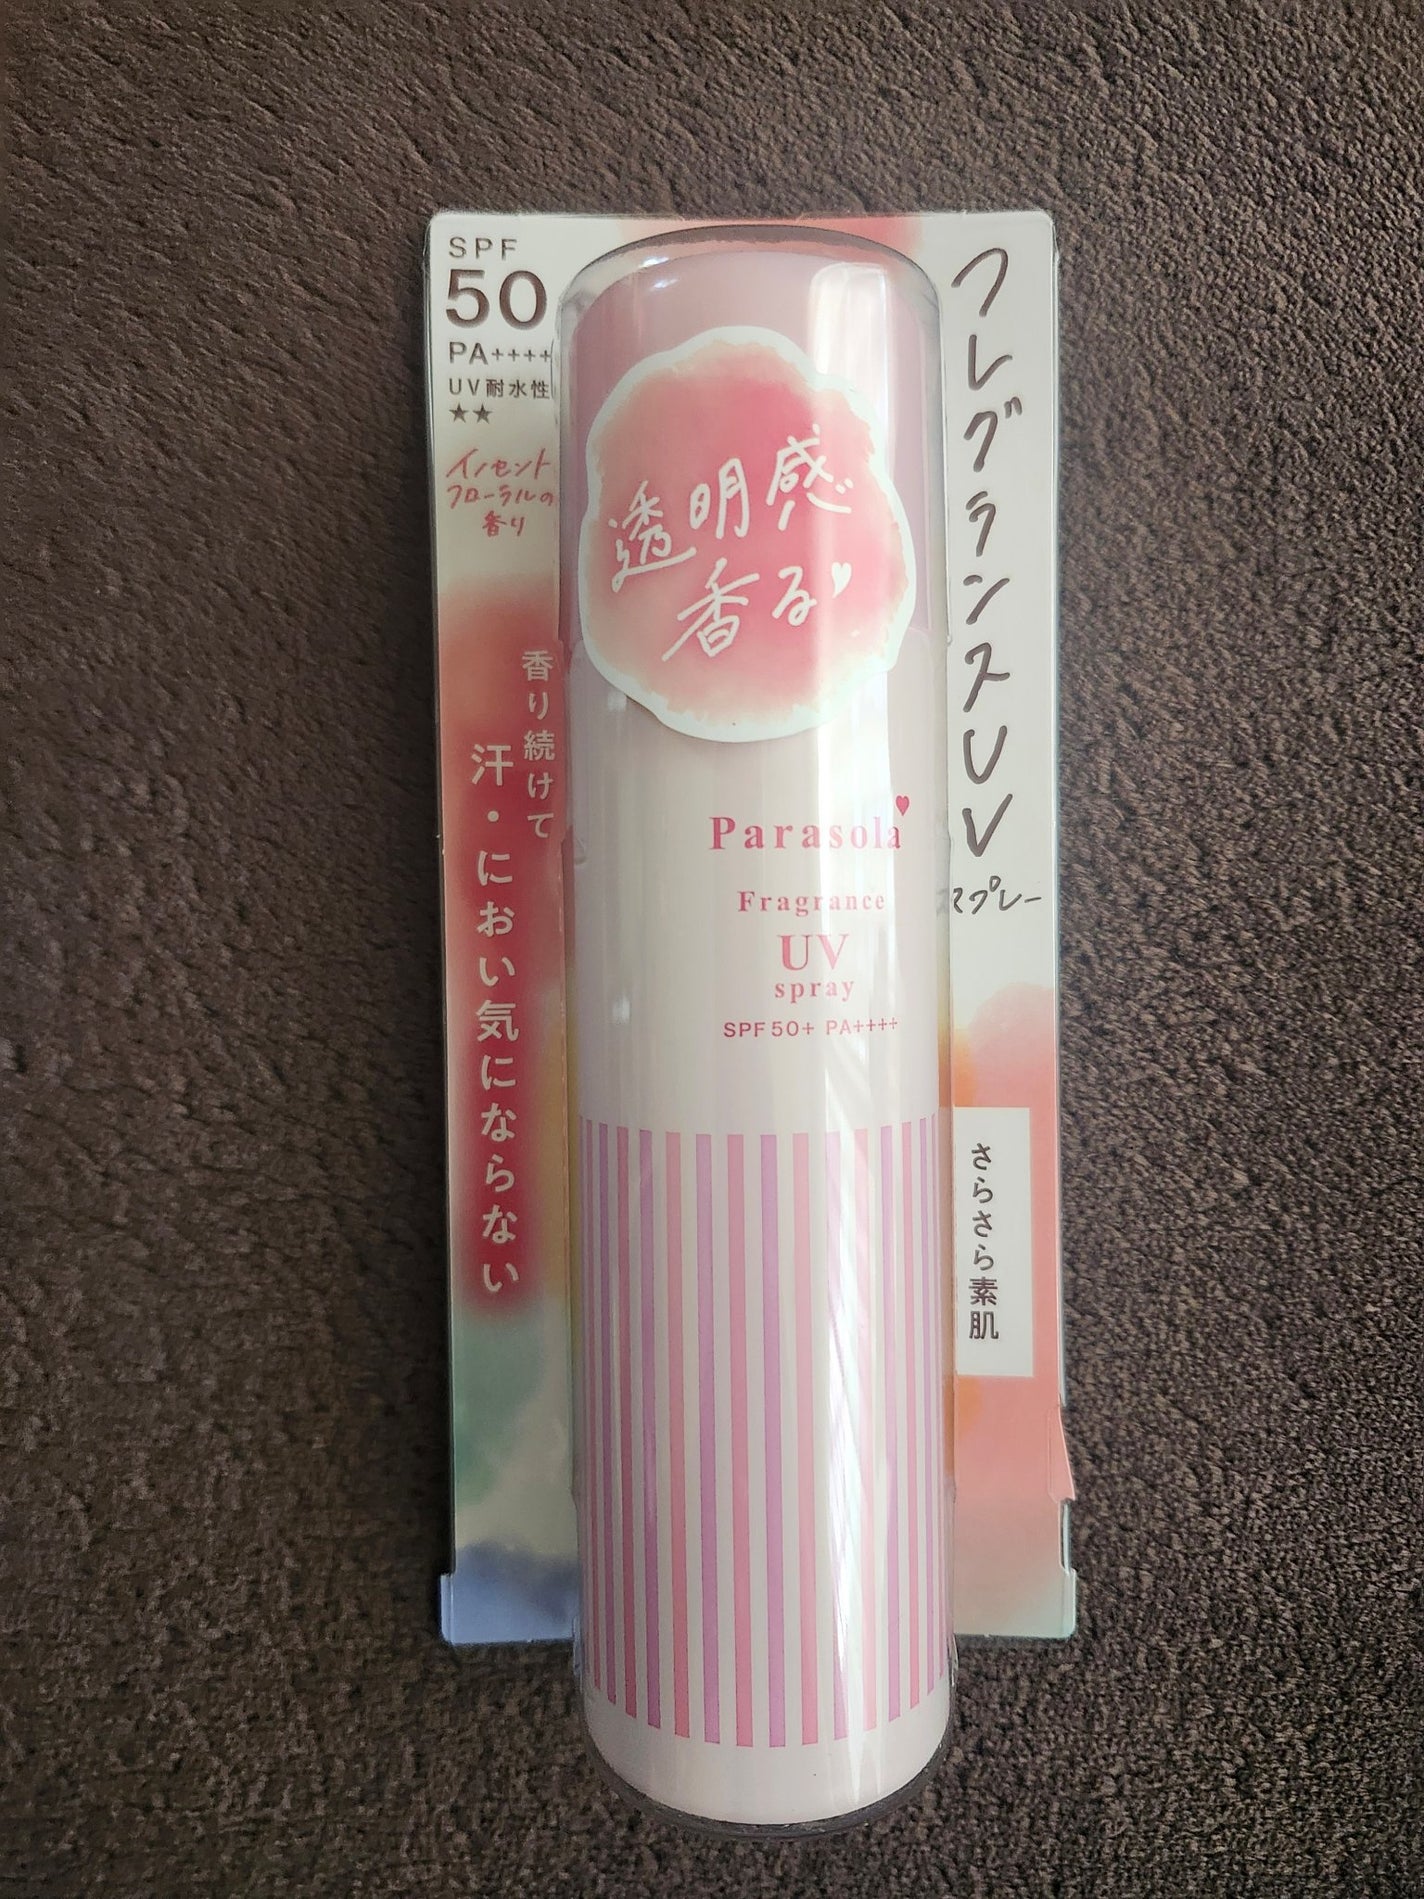 SPF
50
PA++++
UV耐水性
★★
イノセント
フローラルの
香り
香り続けて
汗・におい気にならない
透明感
香る
Parasola
Fragrance
UV
spray
SPF50+ PA++++
フレグランスUV
スプレー
さらさら素肌